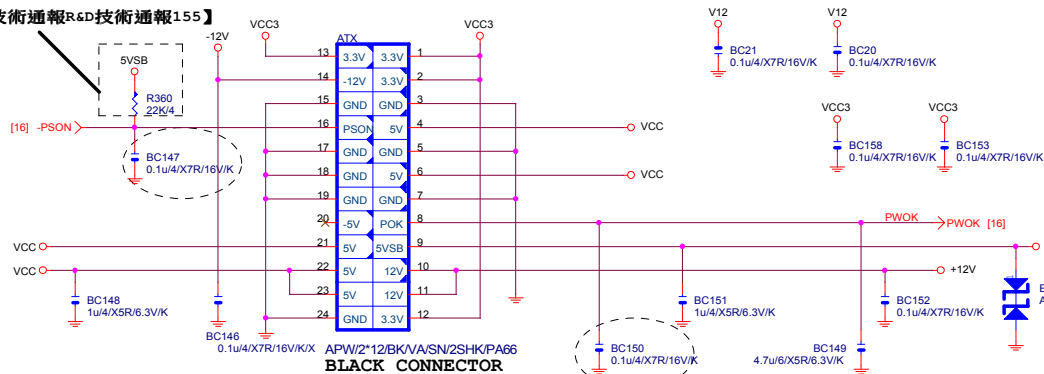 技術通報R&D技術通報155】
5VSB
R360
22K/4
[16] -PSON
BC147
0.1u/4/X7R/16V/K
VCC3
-12V
VCC3
ATX
13 3.3V 3.3V 1
14 -12V 3.3V 2
15 GND GND 3
16 PSON 5V 4
17 GND GND 5
18 GND 5V 6
19 GND GND 7
20 -5V POK 8
21 5V 5VSB 9
22 5V 12V 10
23 5V 12V 11
24 GND 3.3V 12
VCC
VCC
PWOK
PWOK [16]
+12V
VCC
VCC
BC148
1u/4/X5R/6.3V/K
BC146
0.1u/4/X7R/16V/K/X
APW/2*12/BK/VA/SN/2SHK/PA66
BLACK CONNECTOR
BC151
1u/4/X5R/6.3V/K
BC152
0.1u/4/X7R/16V/K
BC150
0.1u/4/X7R/16V/K
BC149
4.7u/6/X5R/6.3V/K
V12
BC21
0.1u/4/X7R/16V/K
V12
BC20
0.1u/4/X7R/16V/K
VCC3
BC158
0.1u/4/X7R/16V/K
VCC3
BC153
0.1u/4/X7R/16V/K